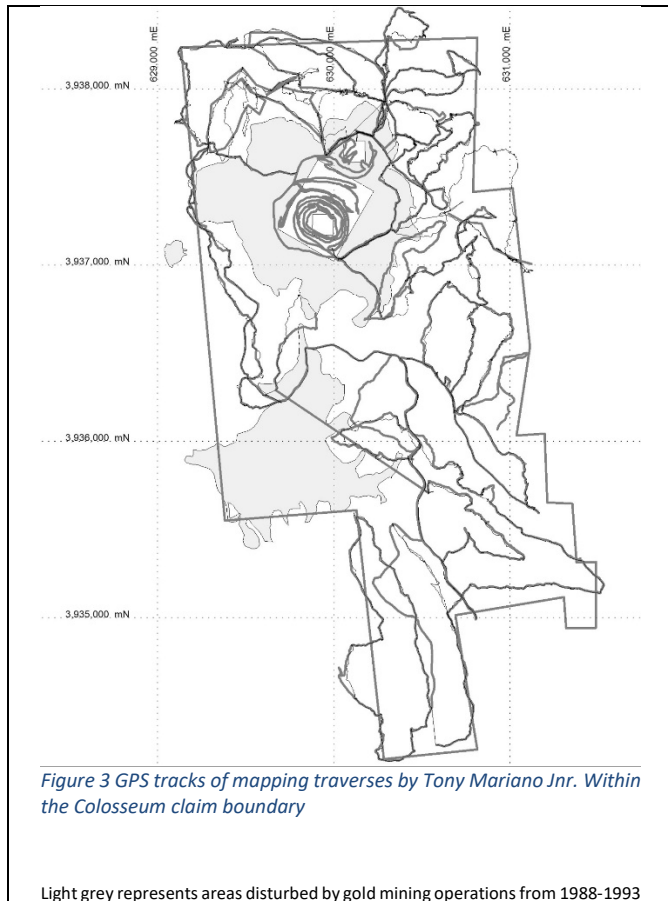 629,000 mE
630,000 mE
631,000 mE
3,938,000 mN
3,937,000 mN
3,936,000 mN
3,935,000 mN
Figure 3 GPS tracks of mapping traverses by Tony Mariano Jnr. Within
the Colosseum claim boundary
Light grey represents areas disturbed by gold mining operations from 1988-1993